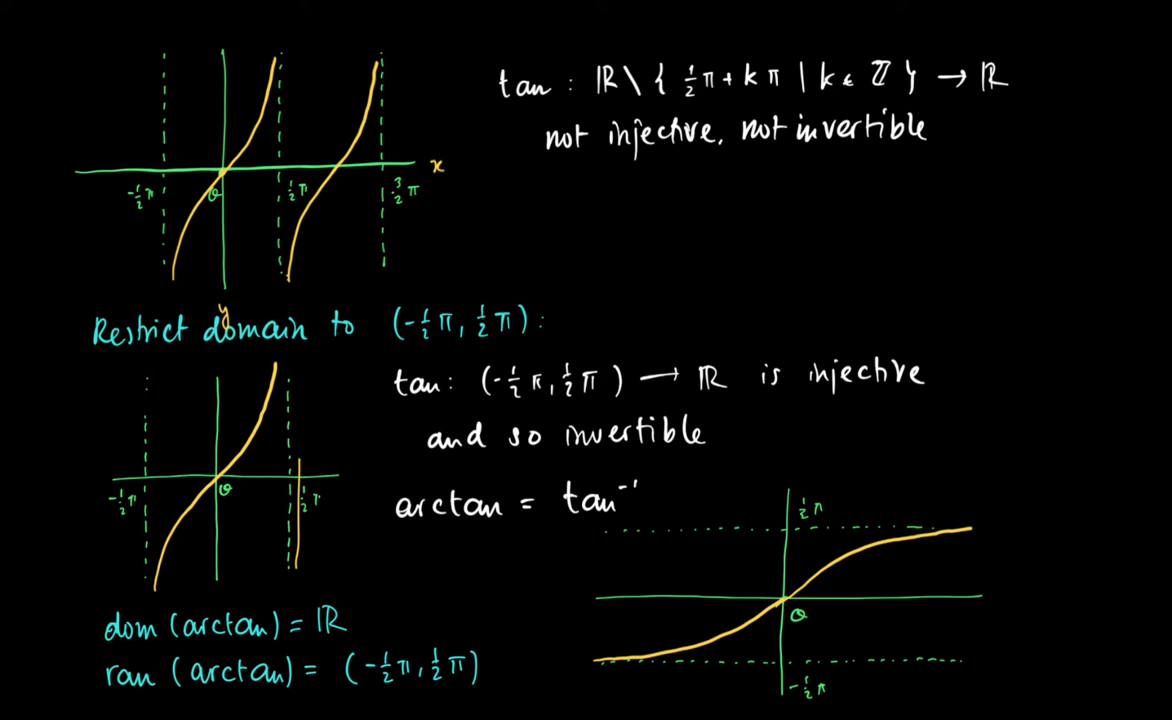 tan : ℝ \ { ½π + k π | k ∈ ℤ } → ℝ
not injective, not invertible
x
-½π
0
½π
3/2 π
y
Restrict domain to (-½π, ½π) :
tan : (-½π, ½π) → ℝ is injective
and so invertible
-½π
0
½π
arctan = tan⁻¹
½π
0
-½π
dom (arctan) = ℝ
ran (arctan) = (-½π, ½π)